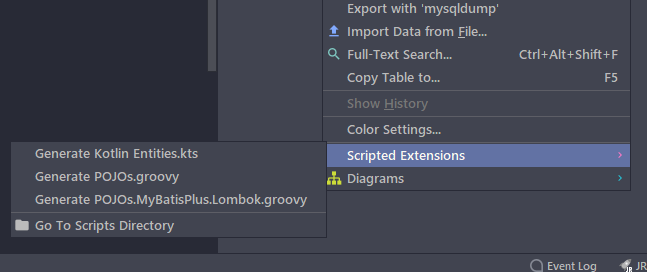 Export with 'mysqldump'
Import Data from File...
Full-Text Search... Ctrl+Alt+Shift+F
Copy Table to... F5
Show History
Color Settings...
Scripted Extensions
Diagrams
Generate Kotlin Entities.kts
Generate POJOs.groovy
Generate POJOs.MyBatisPlus.Lombok.groovy
Go To Scripts Directory
Event Log JR